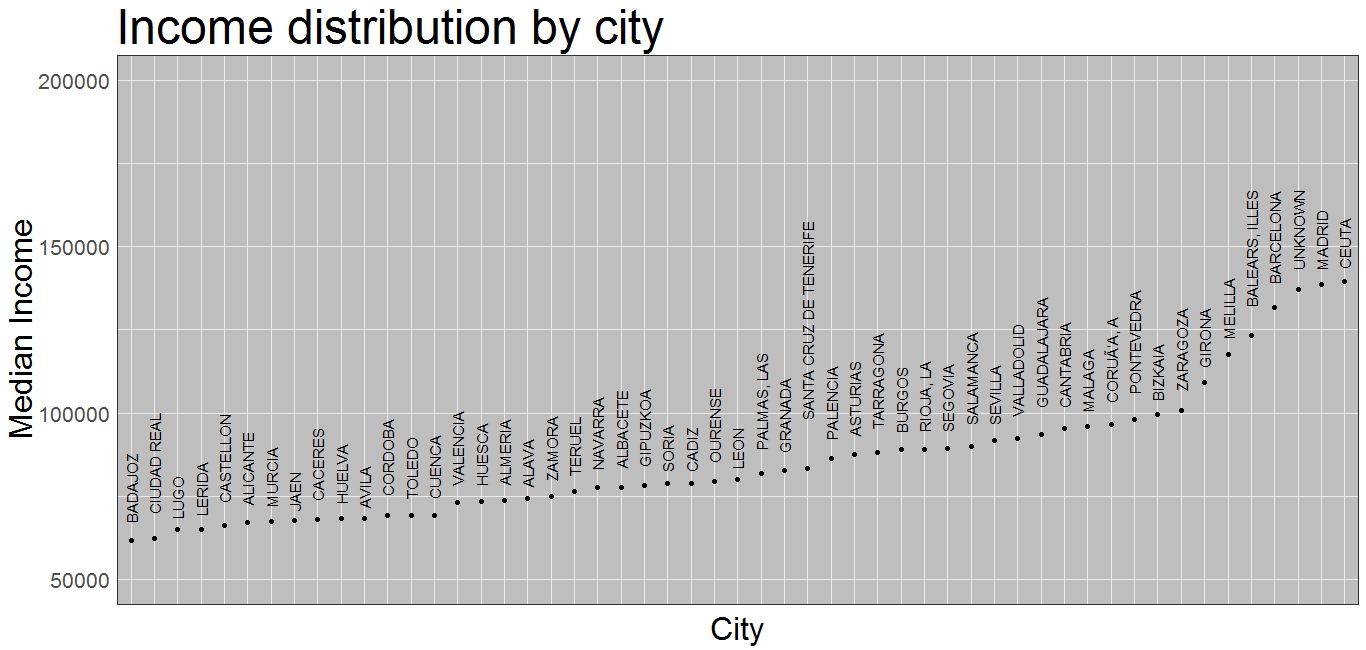 Income distribution by city
200000
150000
100000
50000
Median Income
BADAJOZ
CIUDAD REAL
LUGO
LERIDA
CASTELLON
ALICANTE
MURCIA
JAEN
CACERES
HUELVA
AVILA
CORDOBA
TOLEDO
CUENCA
VALENCIA
HUESCA
ALMERIA
ALAVA
ZAMORA
TERUEL
NAVARRA
ALBACETE
GIPUZKOA
SORIA
CADIZ
OURENSE
LEON
PALMAS, LAS
GRANADA
SANTA CRUZ DE TENERIFE
PALENCIA
ASTURIAS
TARRAGONA
BURGOS
RIOJA, LA
SEGOVIA
SALAMANCA
SEVILLA
VALLADOLID
GUADALAJARA
CANTABRIA
MALAGA
CORUÃ'A, A
PONTEVEDRA
BIZKAIA
ZARAGOZA
GIRONA
MELILLA
BALEARS, ILLES
BARCELONA
UNKNOWN
MADRID
CEUTA
City